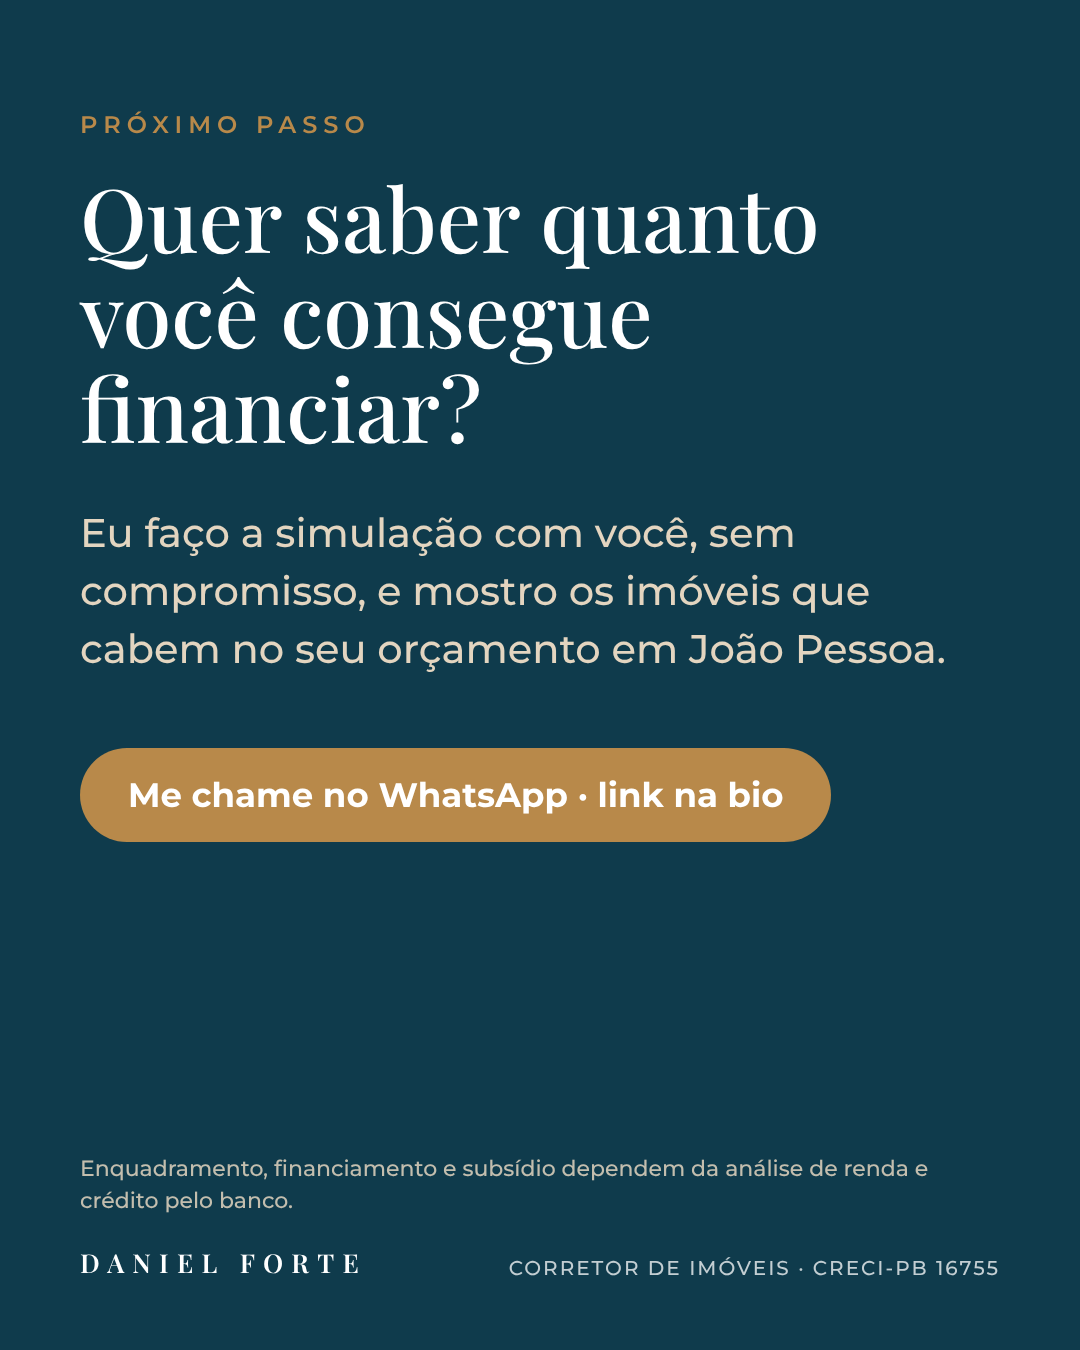 PRÓXIMO PASSO
Quer saber quanto
você consegue
financiar?
Eu faço a simulação com você, sem
compromisso, e mostro os imóveis que
cabem no seu orçamento em João Pessoa.
Me chame no WhatsApp · link na bio
Enquadramento, financiamento e subsídio dependem da análise de renda e
crédito pelo banco.
DANIEL FORTE
CORRETOR DE IMÓVEIS · CRECI-PB 16755